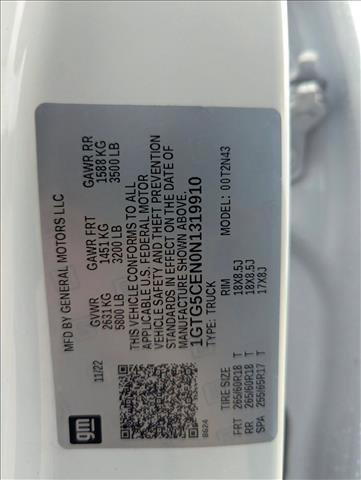 MFD BY GENERAL MOTORS LLC
11/22
GVWR GAWR FRT GAWR RR
2631 KG 1451 KG 1588 KG
5800 LB 3200 LB 3500 LB
THIS VEHICLE CONFORMS TO ALL
APPLICABLE U.S. FEDERAL MOTOR
VEHICLE SAFETY AND THEFT PREVENTION
STANDARDS IN EFFECT ON THE DATE OF
MANUFACTURE SHOWN ABOVE.
1GTG5CEN0N1319910
TYPE: TRUCK MODEL: 00T2N43
TIRE SIZE RIM
FRT 265/60R18 T 18X8.5J
RR 265/60R18 T 18X8.5J
SPA 255/65R17 T 17X8J
gm
8624